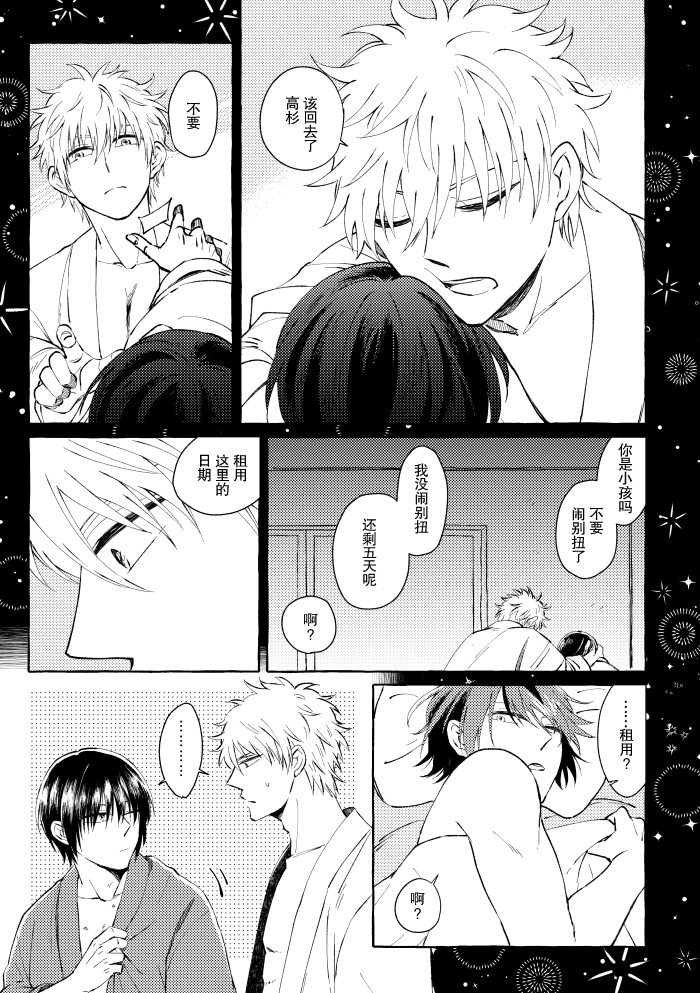 该回去了
高杉
不要
你是小孩吗
不要
闹别扭了
我没闹别扭
还剩五天呢
啊？
租用
这里的
日期
……租用？
啊？
………